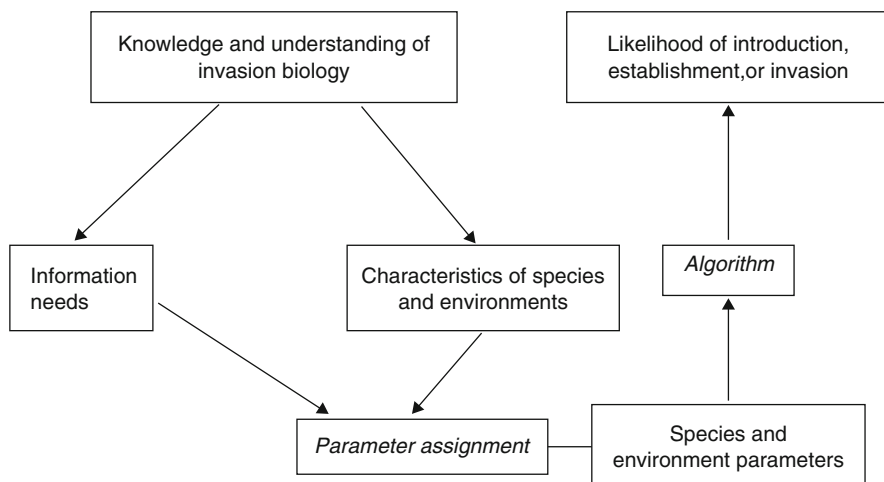 Knowledge and understanding of
invasion biology
Likelihood of introduction,
establishment,or invasion
Information
needs
Characteristics of species
and environments
Algorithm
Parameter assignment
Species and
environment parameters